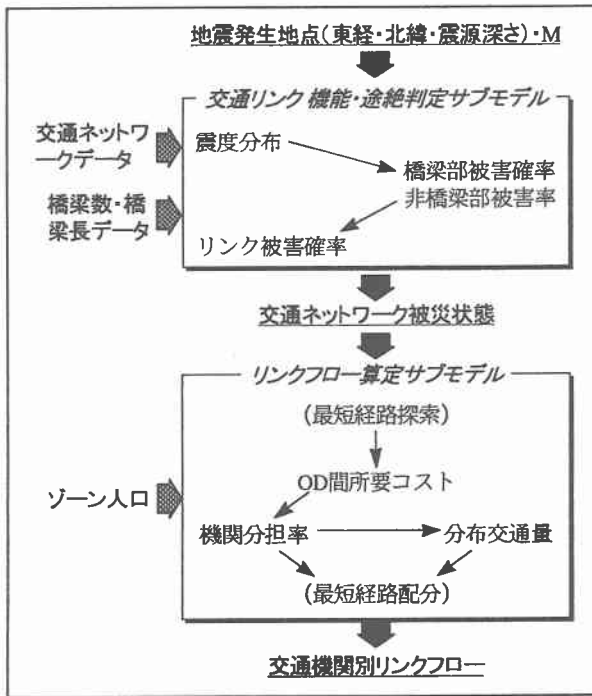 地震発生地点(東経・北緯・震源深さ)・M
交通リンク機能・途絶判定サブモデル
交通ネットワ
ークデータ
震度分布
橋梁部被害確率
非橋梁部被害率
橋梁数・橋
梁長データ
リンク被害確率
交通ネットワーク被災状態
リンクフロー算定サブモデル
(最短経路探索)
OD間所要コスト
ゾーン人口
機関分担率
分布交通量
(最短経路配分)
交通機関別リンクフロー